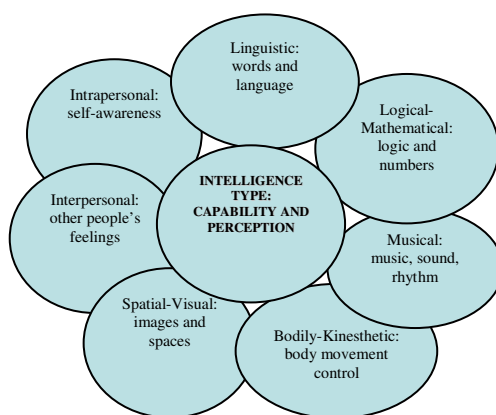 Linguistic:
words and
language
Logical-
Mathematical:
logic and
numbers
Musical:
music, sound,
rhythm
Bodily-Kinesthetic:
body movement
control
Spatial-Visual:
images and
spaces
Interpersonal:
other people's
feelings
Intrapersonal:
self-awareness
INTELLIGENCE
TYPE:
CAPABILITY AND
PERCEPTION